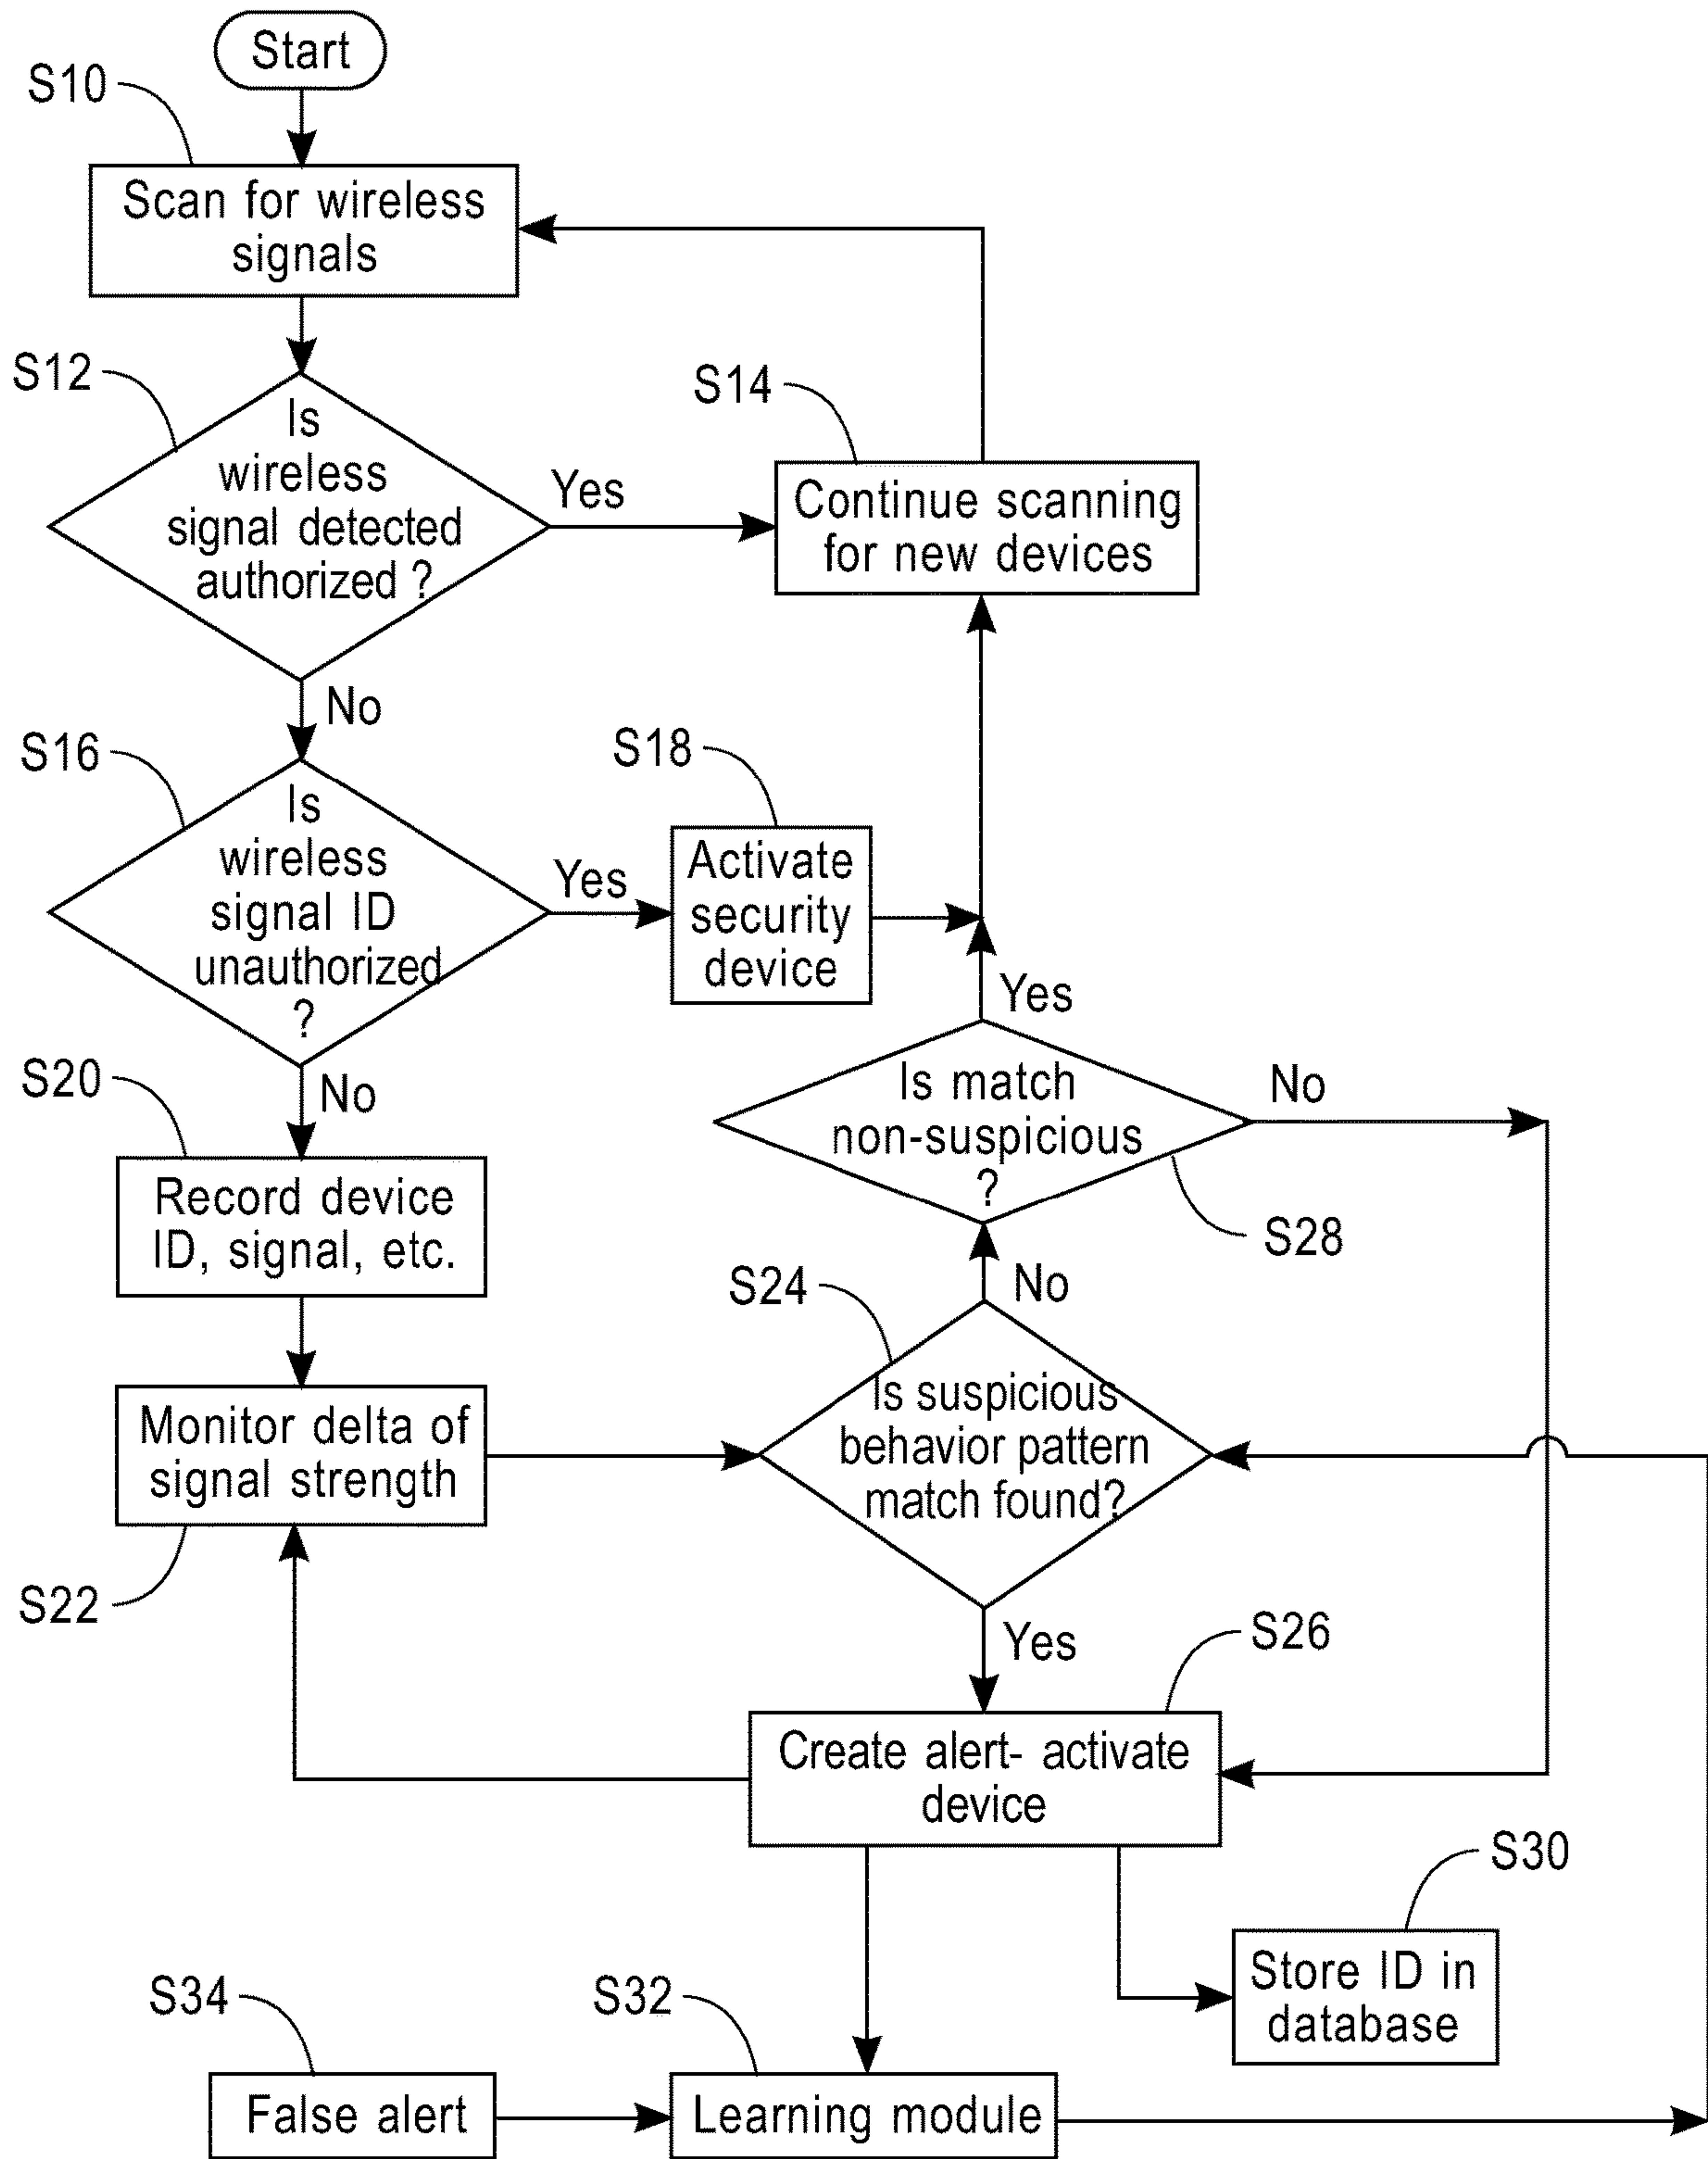 Start
S10
Scan for wireless
signals
S12
Is
wireless
signal detected
authorized ?
Yes
S14
Continue scanning
for new devices
No
S16
Is
wireless
signal ID
unauthorized
?
Yes
S18
Activate
security
device
Yes
No
S20
Record device
ID, signal, etc.
Is match
non-suspicious
?
No
S28
No
S24
Is suspicious
behavior pattern
match found?
Monitor delta of
signal strength
S22
Yes
S26
Create alert- activate
device
S30
Store ID in
database
S34
False alert
S32
Learning module